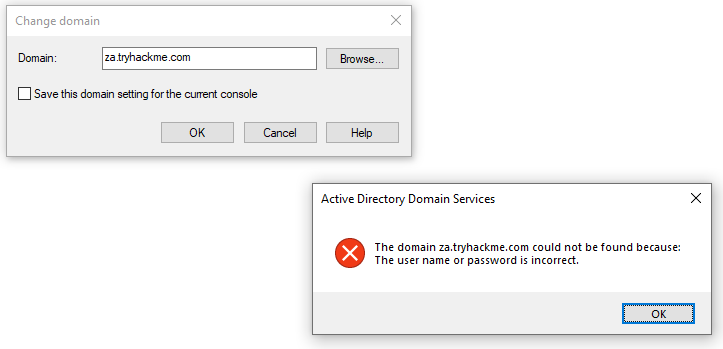 Change domain
Domain: za.tryhackme.com Browse...
Save this domain setting for the current console
OK Cancel Help
Active Directory Domain Services
The domain za.tryhackme.com could not be found because:
The user name or password is incorrect.
OK